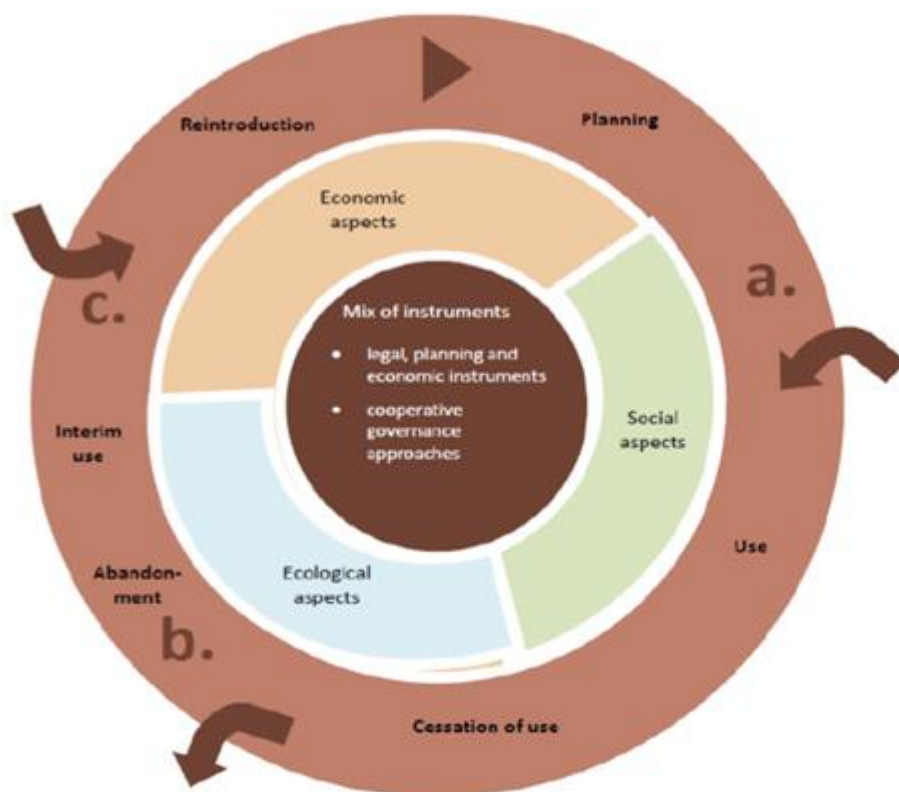 Reintroduction
Planning
Economic
aspects
a.
c.
Mix of instruments
• legal, planning and
economic instruments
• cooperative
governance
approaches
Social
aspects
Interim
use
Use
Abandon-
ment
Ecological
aspects
b.
Cessation of use